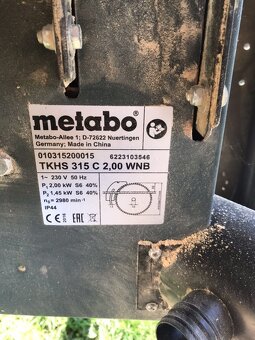 metabo
Metabo-Allee 1; D-72622 Nuertingen
Germany; Made in China
010315200015 6223103546
TKHS 315 C 2,00 WNB
1~ 230 V 50 Hz
P₁ 2,00 kW S6 40%
P₂ 1,45 kW S6 40%
n₀ = 2980 min⁻¹
IP44